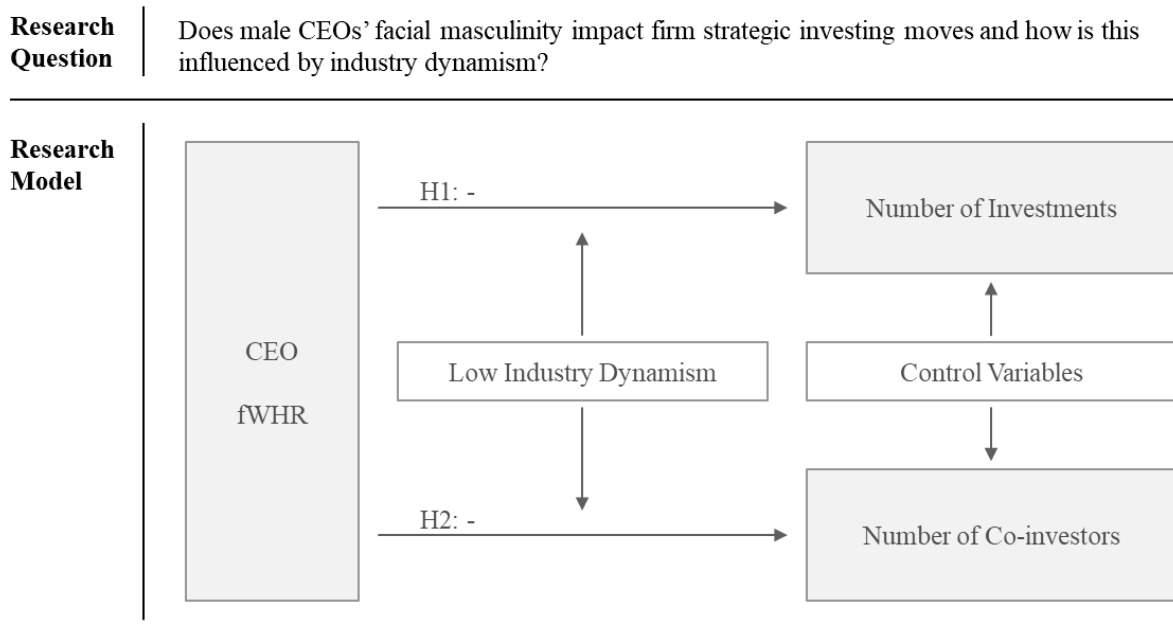 Research
Question
Does male CEOs’ facial masculinity impact firm strategic investing moves and how is this
influenced by industry dynamism?
Research
Model
H1: -
Number of Investments
CEO
fWHR
Low Industry Dynamism
Control Variables
H2: -
Number of Co-investors